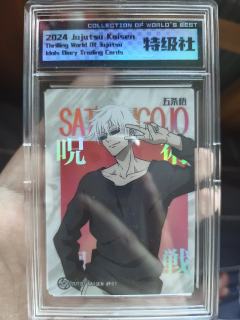 COLLECTION OF WORLD'S BEST
2024 Jujutsu Kaisen
Thrilling World Of Jujutsu
Idols Diary Trading Cards
特级社
五条悟
SAT GOJO
呪
戦